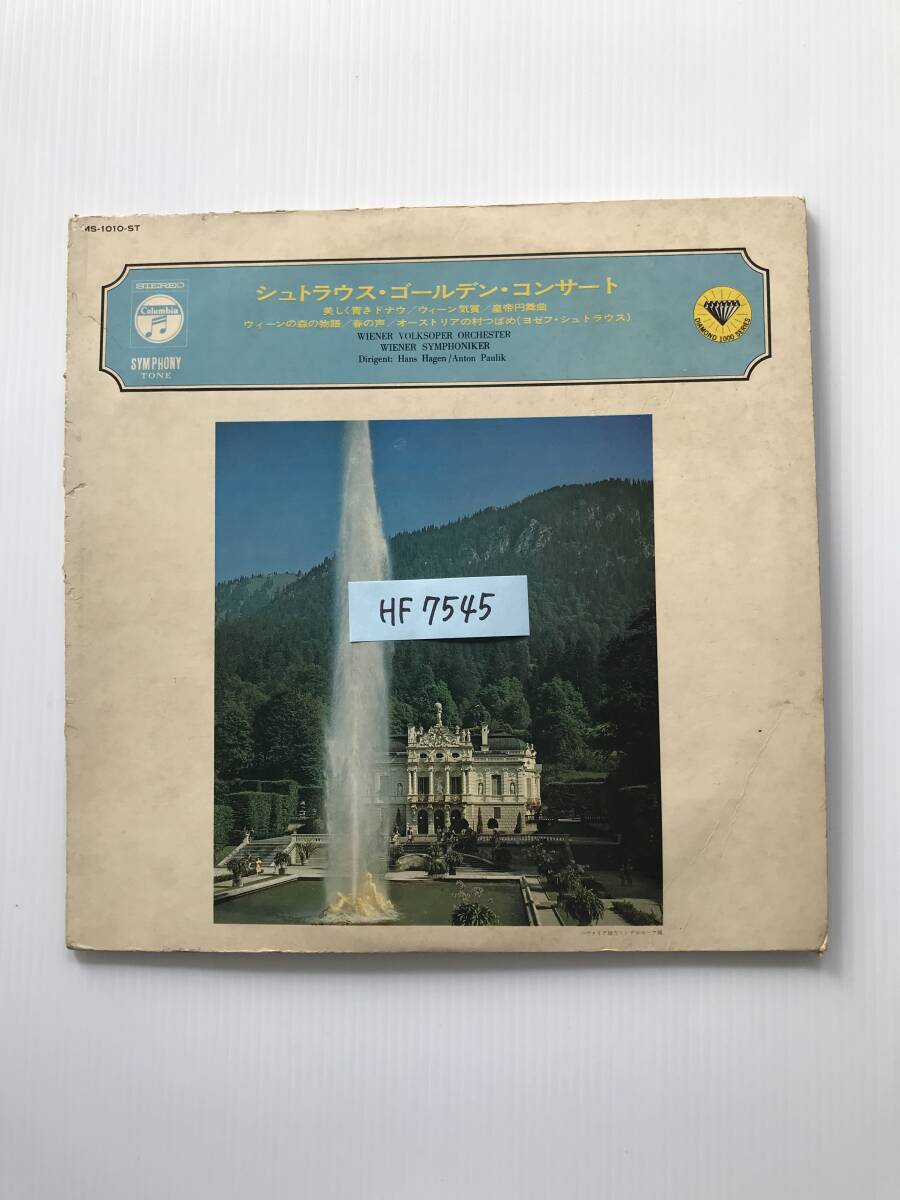 MS-1010-ST
STEREO
Columbia
SYMPHONY
TONE
シュトラウス・ゴールデン・コンサート
美しく青きドナウ/ウィーン気質/皇帝円舞曲
ウィーンの森の物語/春の声/オーストリアの村つばめ(ヨゼフ・シュトラウス)
WIENER VOLKSOPER ORCHESTER
WIENER SYMPHONIKER
Dirigent: Hans Hagen/Anton Paulik
DIAMOND 1000 SERIES
HF 7545